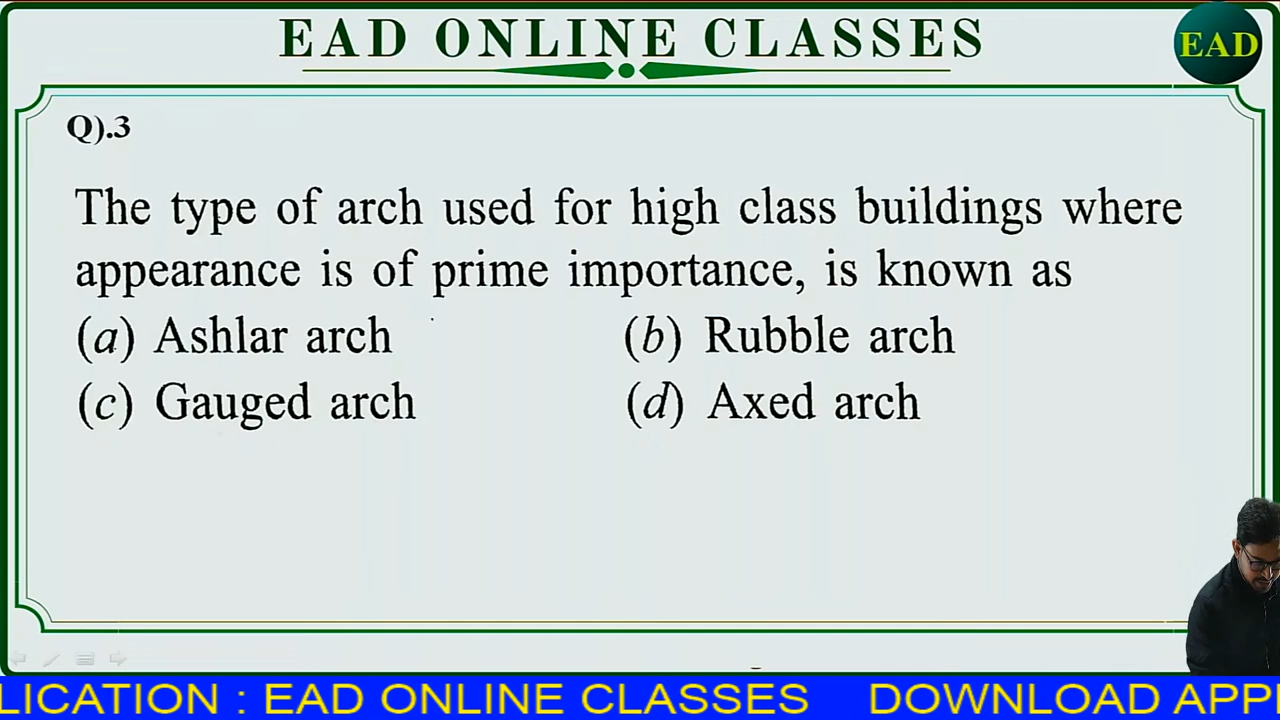 EAD ONLINE CLASSES
EAD
Q).3
The type of arch used for high class buildings where
appearance is of prime importance, is known as
(a) Ashlar arch (b) Rubble arch
(c) Gauged arch (d) Axed arch
LICATION : EAD ONLINE CLASSES DOWNLOAD APPL